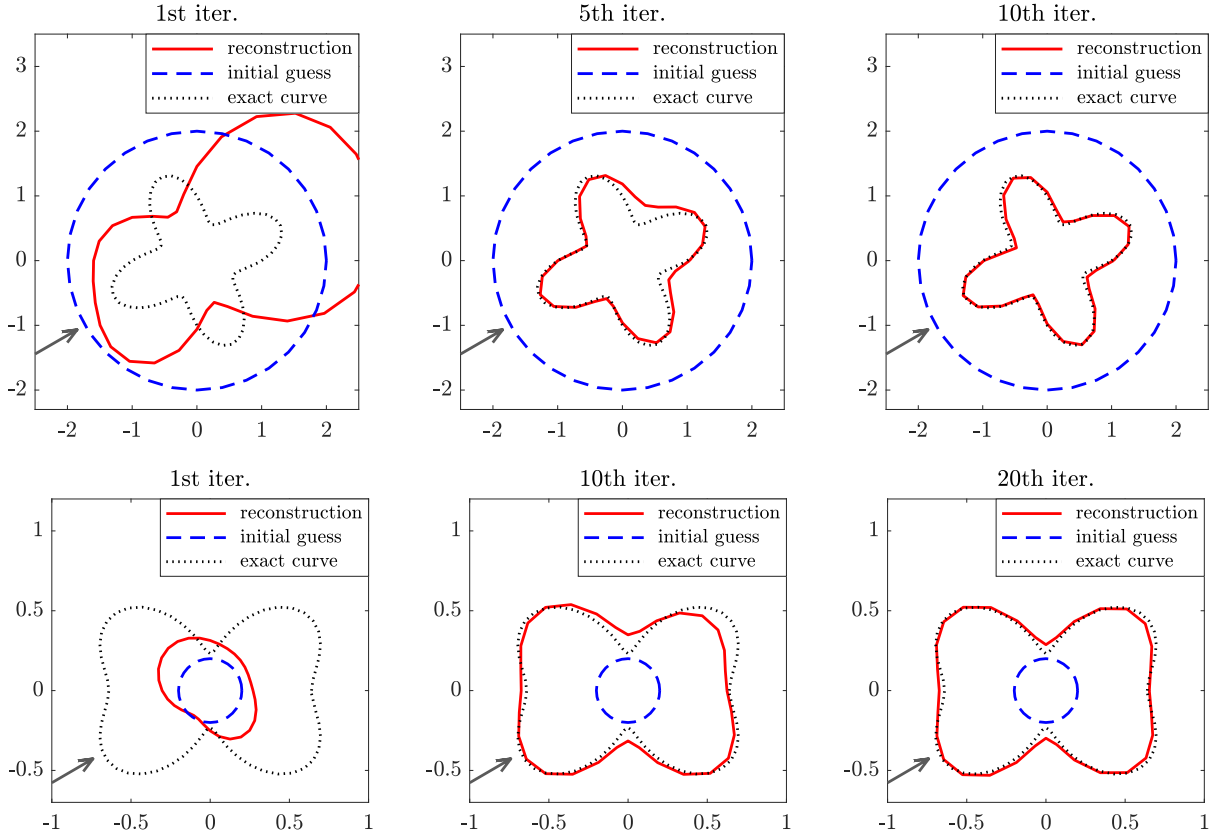 1st iter.
5th iter.
10th iter.
reconstruction
initial guess
exact curve
reconstruction
initial guess
exact curve
reconstruction
initial guess
exact curve
3
2
1
0
-1
-2
3
2
1
0
-1
-2
3
2
1
0
-1
-2
-2 -1 0 1 2
-2 -1 0 1 2
-2 -1 0 1 2
1st iter.
10th iter.
20th iter.
reconstruction
initial guess
exact curve
reconstruction
initial guess
exact curve
reconstruction
initial guess
exact curve
1
0.5
0
-0.5
1
0.5
0
-0.5
1
0.5
0
-0.5
-1 -0.5 0 0.5 1
-1 -0.5 0 0.5 1
-1 -0.5 0 0.5 1